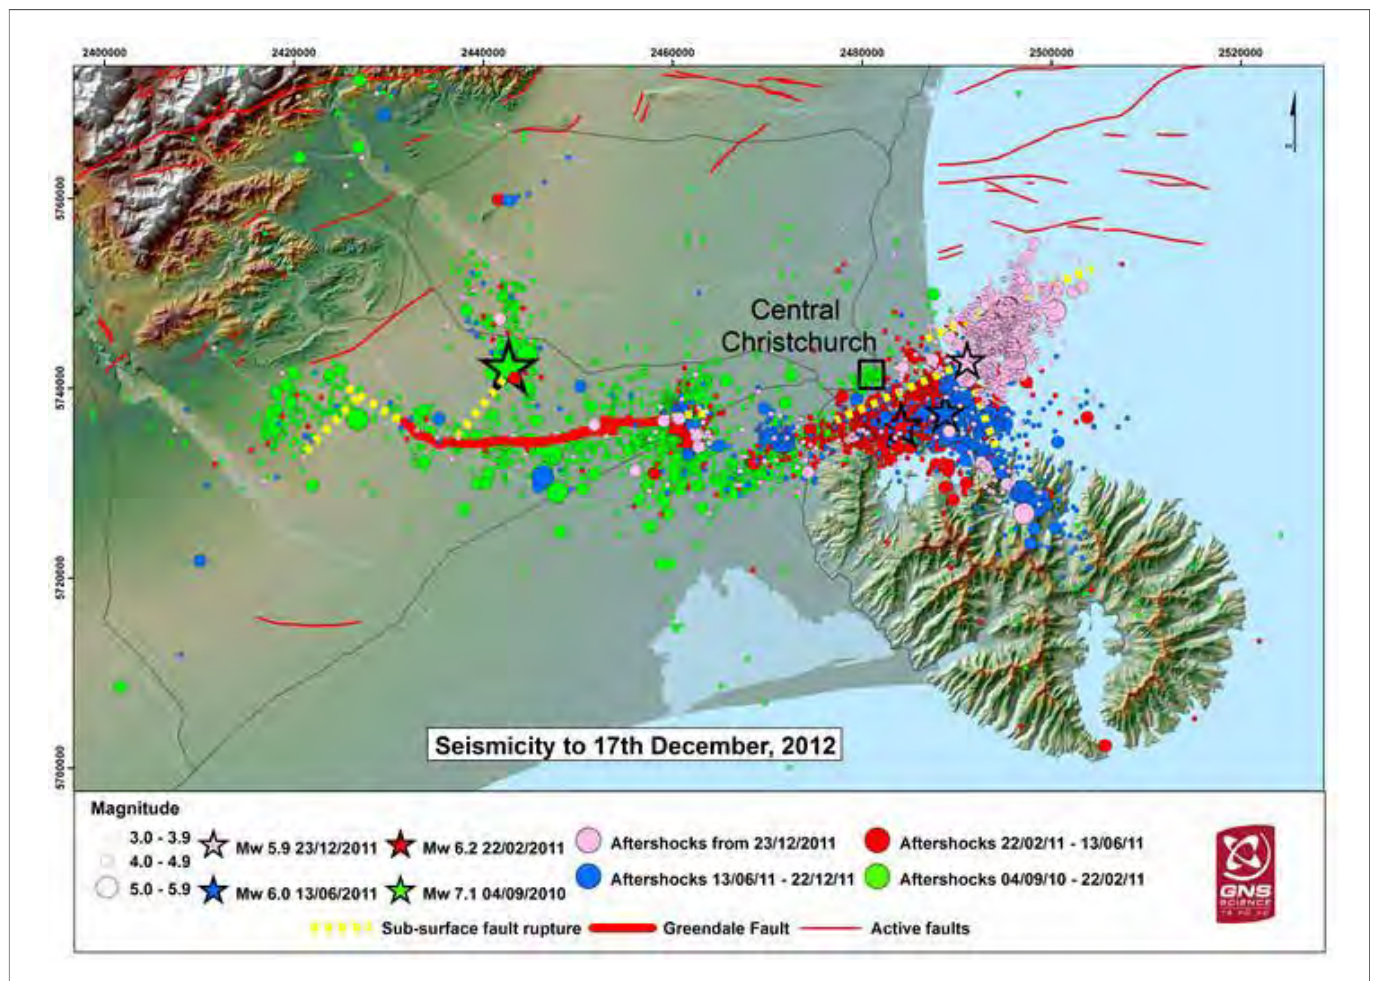 2400000 2420000 2440000 2460000 2480000 2500000 2520000
5760000
5740000
5720000
5700000
Central
Christchurch
Seismicity to 17th December, 2012
Magnitude
3.0 - 3.9
4.0 - 4.9
5.0 - 5.9
Mw 5.9 23/12/2011
Mw 6.2 22/02/2011
Aftershocks from 23/12/2011
Aftershocks 22/02/11 - 13/06/11
Mw 6.0 13/06/2011
Mw 7.1 04/09/2010
Aftershocks 13/06/11 - 22/12/11
Aftershocks 04/09/10 - 22/02/11
Sub-surface fault rupture
Greendale Fault
Active faults
GNS
SCIENCE